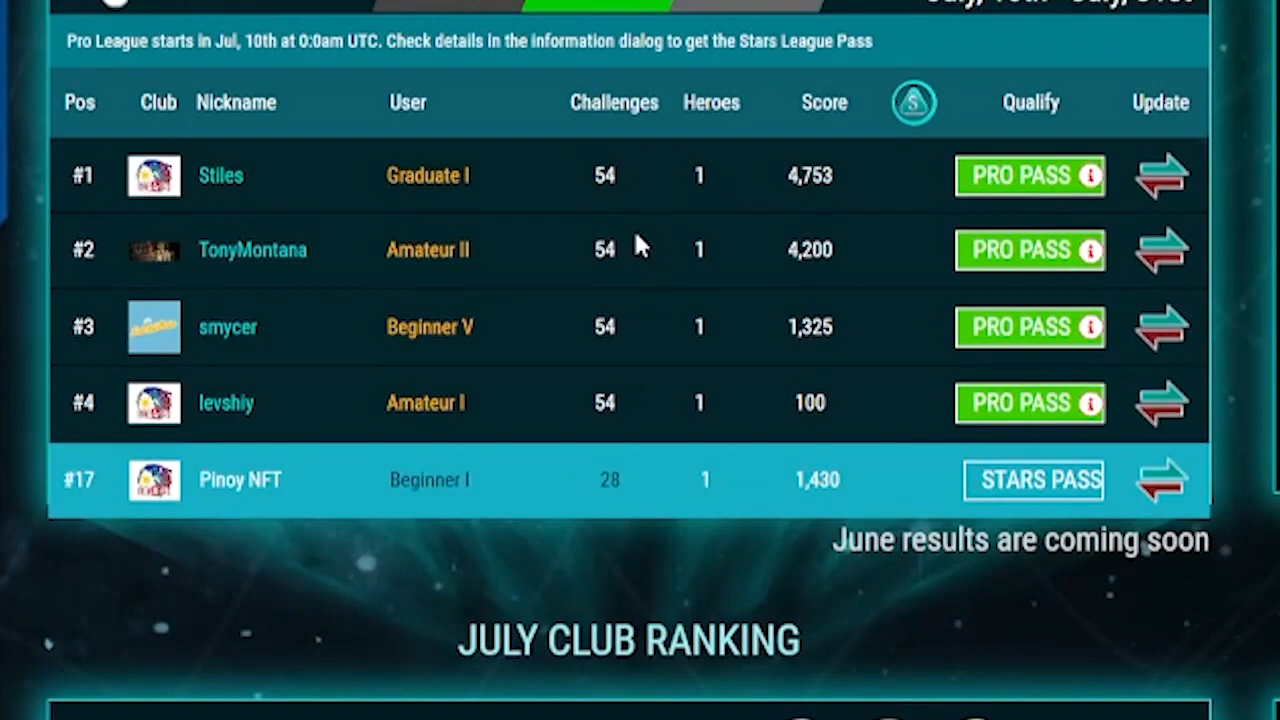 Pro League starts in Jul, 10th at 0:0am UTC. Check details in the information dialog to get the Stars League Pass
Pos Club Nickname User Challenges Heroes Score S Qualify Update
#1 Stiles Graduate I 54 1 4,753 PRO PASS i
#2 TonyMontana Amateur II 54 1 4,200 PRO PASS i
#3 smycer Beginner V 54 1 1,325 PRO PASS i
#4 levshiy Amateur I 54 1 100 PRO PASS i
#17 Pinoy NFT Beginner I 28 1 1,430 STARS PASS
June results are coming soon
JULY CLUB RANKING